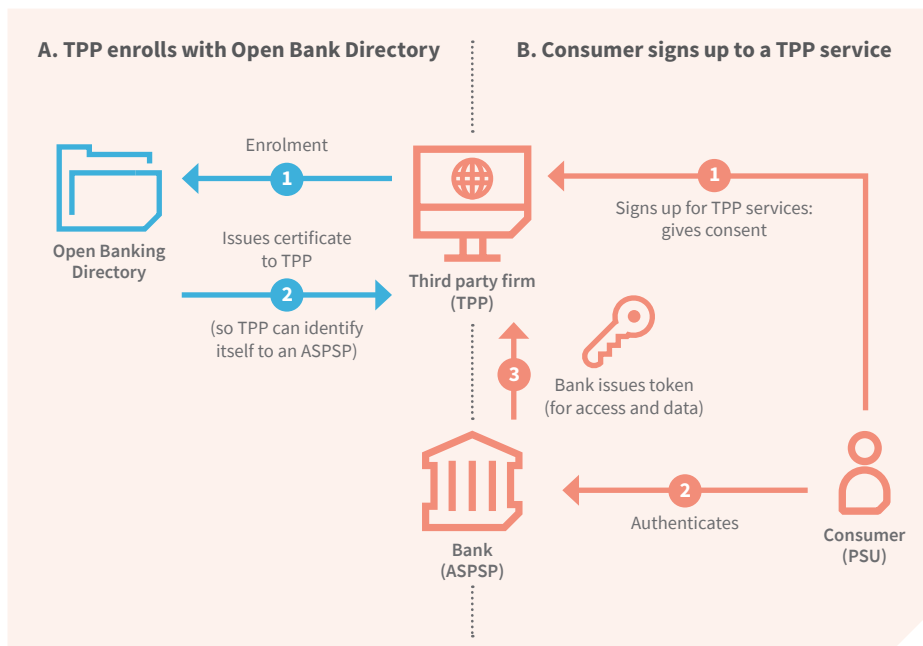 A. TPP enrolls with Open Bank Directory
B. Consumer signs up to a TPP service
Enrolment
1
Open Banking
Directory
Issues certificate
to TPP
2
(so TPP can identify
itself to an ASPSP)
Third party firm
(TPP)
1
Signs up for TPP services:
gives consent
3
Bank issues token
(for access and data)
2
Authenticates
Bank
(ASPSP)
Consumer
(PSU)